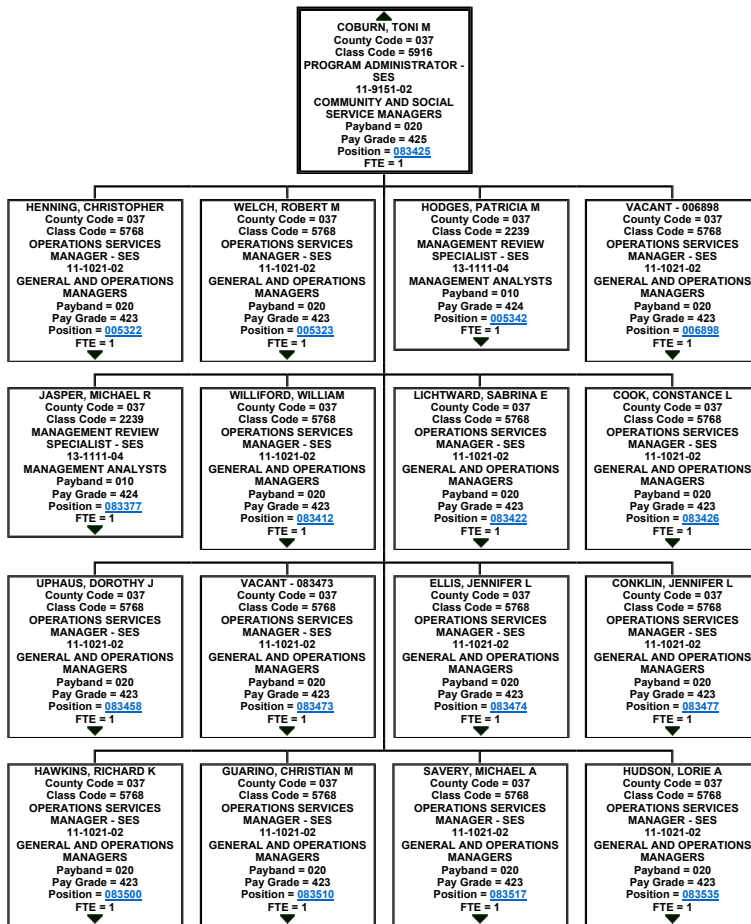 COBURN, TONI M
County Code = 037
Class Code = 5916
PROGRAM ADMINISTRATOR -
SES
11-9151-02
COMMUNITY AND SOCIAL
SERVICE MANAGERS
Payband = 020
Pay Grade = 425
Position = 083425
FTE = 1
HENNING, CHRISTOPHER
County Code = 037
Class Code = 5768
OPERATIONS SERVICES
MANAGER - SES
11-1021-02
GENERAL AND OPERATIONS
MANAGERS
Payband = 020
Pay Grade = 423
Position = 005322
FTE = 1
WELCH, ROBERT M
County Code = 037
Class Code = 5768
OPERATIONS SERVICES
MANAGER - SES
11-1021-02
GENERAL AND OPERATIONS
MANAGERS
Payband = 020
Pay Grade = 423
Position = 005323
FTE = 1
HODGES, PATRICIA M
County Code = 037
Class Code = 2239
MANAGEMENT REVIEW
SPECIALIST - SES
13-1111-04
MANAGEMENT ANALYSTS
Payband = 010
Pay Grade = 424
Position = 005342
FTE = 1
VACANT - 006898
County Code = 037
Class Code = 5768
OPERATIONS SERVICES
MANAGER - SES
11-1021-02
GENERAL AND OPERATIONS
MANAGERS
Payband = 020
Pay Grade = 423
Position = 006898
FTE = 1
JASPER, MICHAEL R
County Code = 037
Class Code = 2239
MANAGEMENT REVIEW
SPECIALIST - SES
13-1111-04
MANAGEMENT ANALYSTS
Payband = 010
Pay Grade = 424
Position = 083377
FTE = 1
WILLIFORD, WILLIAM
County Code = 037
Class Code = 5768
OPERATIONS SERVICES
MANAGER - SES
11-1021-02
GENERAL AND OPERATIONS
MANAGERS
Payband = 020
Pay Grade = 423
Position = 083412
FTE = 1
LICHTWARD, SABRINA E
County Code = 037
Class Code = 5768
OPERATIONS SERVICES
MANAGER - SES
11-1021-02
GENERAL AND OPERATIONS
MANAGERS
Payband = 020
Pay Grade = 423
Position = 083422
FTE = 1
COOK, CONSTANCE L
County Code = 037
Class Code = 5768
OPERATIONS SERVICES
MANAGER - SES
11-1021-02
GENERAL AND OPERATIONS
MANAGERS
Payband = 020
Pay Grade = 423
Position = 083426
FTE = 1
UPHAUS, DOROTHY J
County Code = 037
Class Code = 5768
OPERATIONS SERVICES
MANAGER - SES
11-1021-02
GENERAL AND OPERATIONS
MANAGERS
Payband = 020
Pay Grade = 423
Position = 083458
FTE = 1
VACANT - 083473
County Code = 037
Class Code = 5768
OPERATIONS SERVICES
MANAGER - SES
11-1021-02
GENERAL AND OPERATIONS
MANAGERS
Payband = 020
Pay Grade = 423
Position = 083473
FTE = 1
ELLIS, JENNIFER L
County Code = 037
Class Code = 5768
OPERATIONS SERVICES
MANAGER - SES
11-1021-02
GENERAL AND OPERATIONS
MANAGERS
Payband = 020
Pay Grade = 423
Position = 083474
FTE = 1
CONKLIN, JENNIFER L
County Code = 037
Class Code = 5768
OPERATIONS SERVICES
MANAGER - SES
11-1021-02
GENERAL AND OPERATIONS
MANAGERS
Payband = 020
Pay Grade = 423
Position = 083477
FTE = 1
HAWKINS, RICHARD K
County Code = 037
Class Code = 5768
OPERATIONS SERVICES
MANAGER - SES
11-1021-02
GENERAL AND OPERATIONS
MANAGERS
Payband = 020
Pay Grade = 423
Position = 083500
FTE = 1
GUARINO, CHRISTIAN M
County Code = 037
Class Code = 5768
OPERATIONS SERVICES
MANAGER - SES
11-1021-02
GENERAL AND OPERATIONS
MANAGERS
Payband = 020
Pay Grade = 423
Position = 083510
FTE = 1
SAVERY, MICHAEL A
County Code = 037
Class Code = 5768
OPERATIONS SERVICES
MANAGER - SES
11-1021-02
GENERAL AND OPERATIONS
MANAGERS
Payband = 020
Pay Grade = 423
Position = 083517
FTE = 1
HUDSON, LORIE A
County Code = 037
Class Code = 5768
OPERATIONS SERVICES
MANAGER - SES
11-1021-02
GENERAL AND OPERATIONS
MANAGERS
Payband = 020
Pay Grade = 423
Position = 083535
FTE = 1